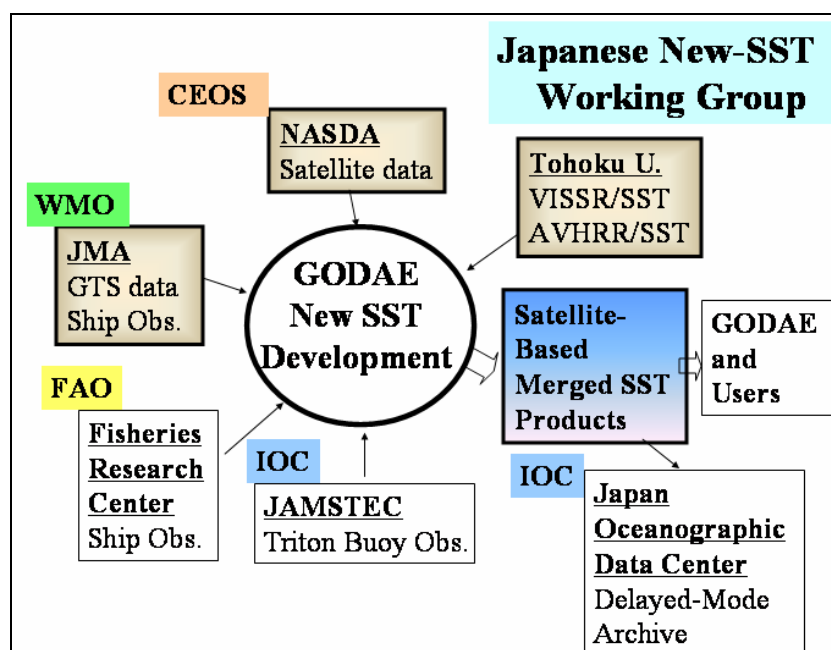 Japanese New-SST
Working Group
CEOS
NASDA
Satellite data
Tohoku U.
VISSR/SST
AVHRR/SST
WMO
JMA
GTS data
Ship Obs.
GODAE
New SST
Development
Satellite-
Based
Merged SST
Products
GODAE
and
Users
FAO
Fisheries
Research
Center
Ship Obs.
IOC
JAMSTEC
Triton Buoy Obs.
IOC
Japan
Oceanographic
Data Center
Delayed-Mode
Archive